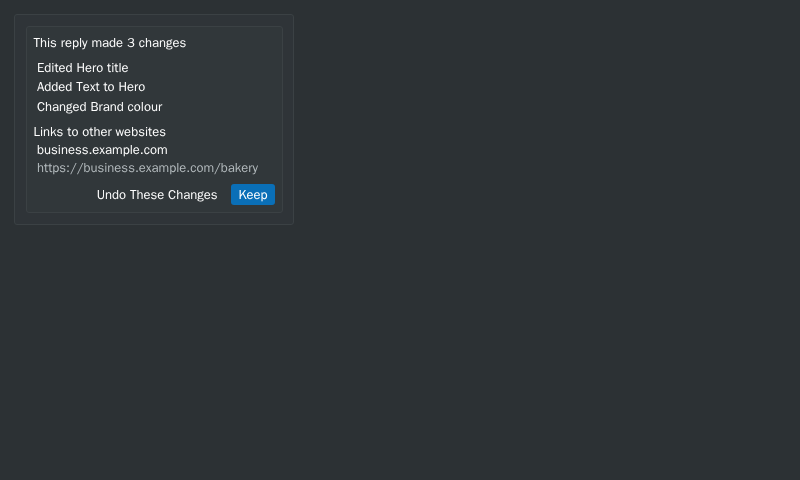 This reply made 3 changes
Edited Hero title
Added Text to Hero
Changed Brand colour
Links to other websites
business.example.com
https://business.example.com/bakery
Undo These Changes Keep